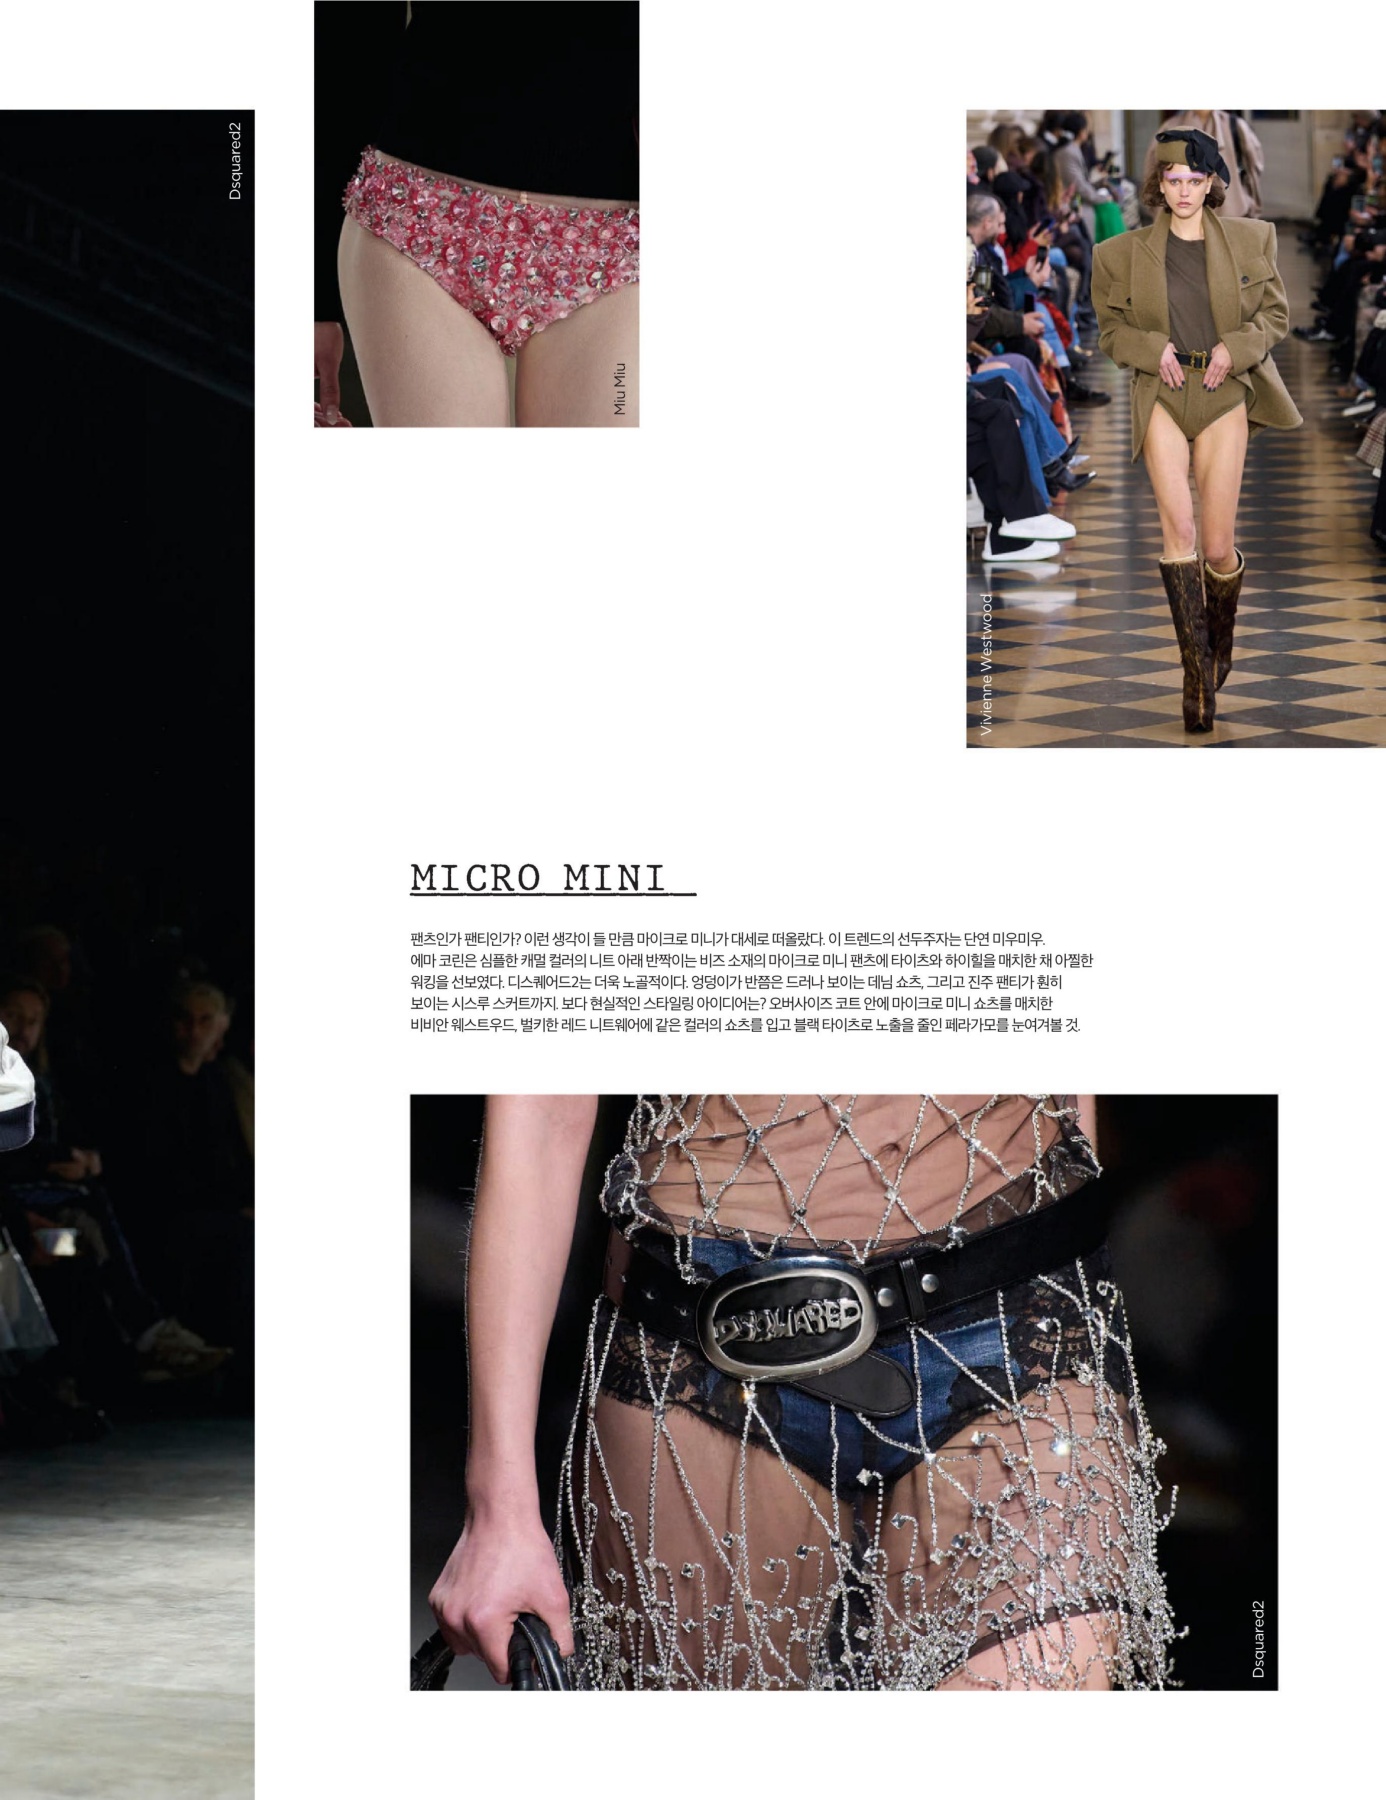 Dsquared2
Miu Miu
Vivienne Westwood
MICRO MINI
팬츠인가 팬티인가? 이런 생각이 들 만큼 마이크로 미니가 대세로 떠올랐다. 이 트렌드의 선두주자는 단연 미우미우.
에마 코린은 심플한 캐멀 컬러의 니트 아래 반짝이는 비즈 소재의 마이크로 미니 팬츠에 타이츠와 하이힐을 매치한 채 아찔한
워킹을 선보였다. 디스퀘어드2는 더욱 노골적이다. 엉덩이가 반쯤은 드러나 보이는 데님 쇼츠, 그리고 진주 팬티가 훤히
보이는 시스루 스커트까지. 보다 현실적인 스타일링 아이디어는? 오버사이즈 코트 안에 마이크로 미니 쇼츠를 매치한
비비안 웨스트우드, 벌키한 레드 니트웨어에 같은 컬러의 쇼츠를 입고 블랙 타이츠로 노출을 줄인 페라가모를 눈여겨볼 것.
DSQUARED
Dsquared2